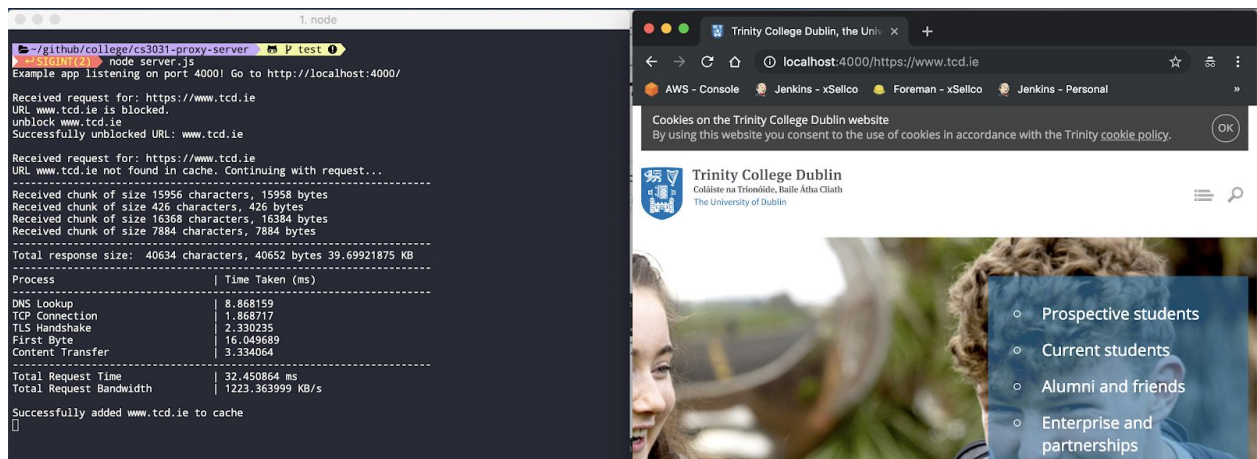 1. node
~/github/college/cs3031-proxy-server test
SIGINT(2) node server.js
Example app listening on port 4000! Go to http://localhost:4000/
Received request for: https://www.tcd.ie
URL www.tcd.ie is blocked.
unblock www.tcd.ie
Successfully unblocked URL: www.tcd.ie
Received request for: https://www.tcd.ie
URL www.tcd.ie not found in cache. Continuing with request...
Received chunk of size 15956 characters, 15958 bytes
Received chunk of size 426 characters, 426 bytes
Received chunk of size 16368 characters, 16384 bytes
Received chunk of size 7884 characters, 7884 bytes
Total response size: 40634 characters, 40652 bytes 39.69921875 KB
Process | Time Taken (ms)
DNS Lookup | 8.868159
TCP Connection | 1.868717
TLS Handshake | 2.330235
First Byte | 16.049689
Content Transfer | 3.334064
Total Request Time | 32.450864 ms
Total Request Bandwidth | 1223.363999 KB/s
Successfully added www.tcd.ie to cache
Trinity College Dublin, the Univ
localhost:4000/https://www.tcd.ie
AWS - Console Jenkins - xSellco Foreman - xSellco Jenkins - Personal »
Cookies on the Trinity College Dublin website
By using this website you consent to the use of cookies in accordance with the Trinity cookie policy.
OK
Trinity College Dublin
Coláiste na Tríonóide, Baile Átha Cliath
The University of Dublin
Prospective students
Current students
Alumni and friends
Enterprise and
partnerships